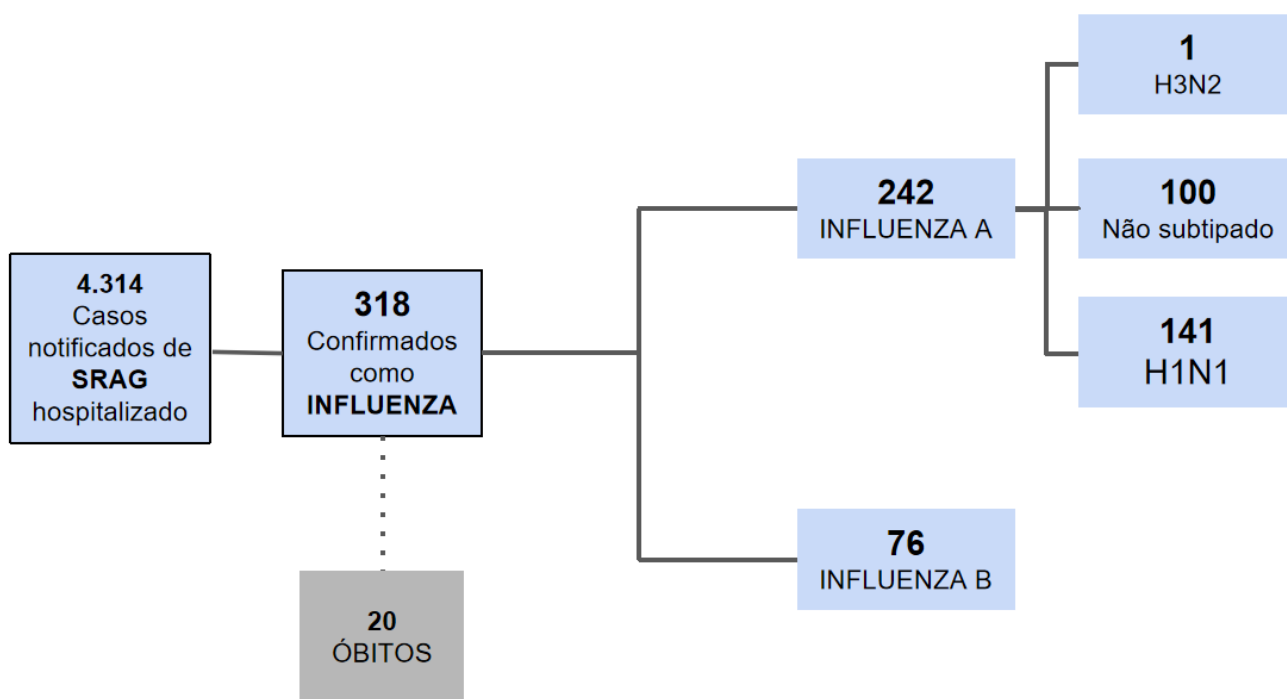 4.314
Casos
notificados de
SRAG
hospitalizado
318
Confirmados
como
INFLUENZA
20
ÓBITOS
242
INFLUENZA A
76
INFLUENZA B
1
H3N2
100
Não subtipado
141
H1N1